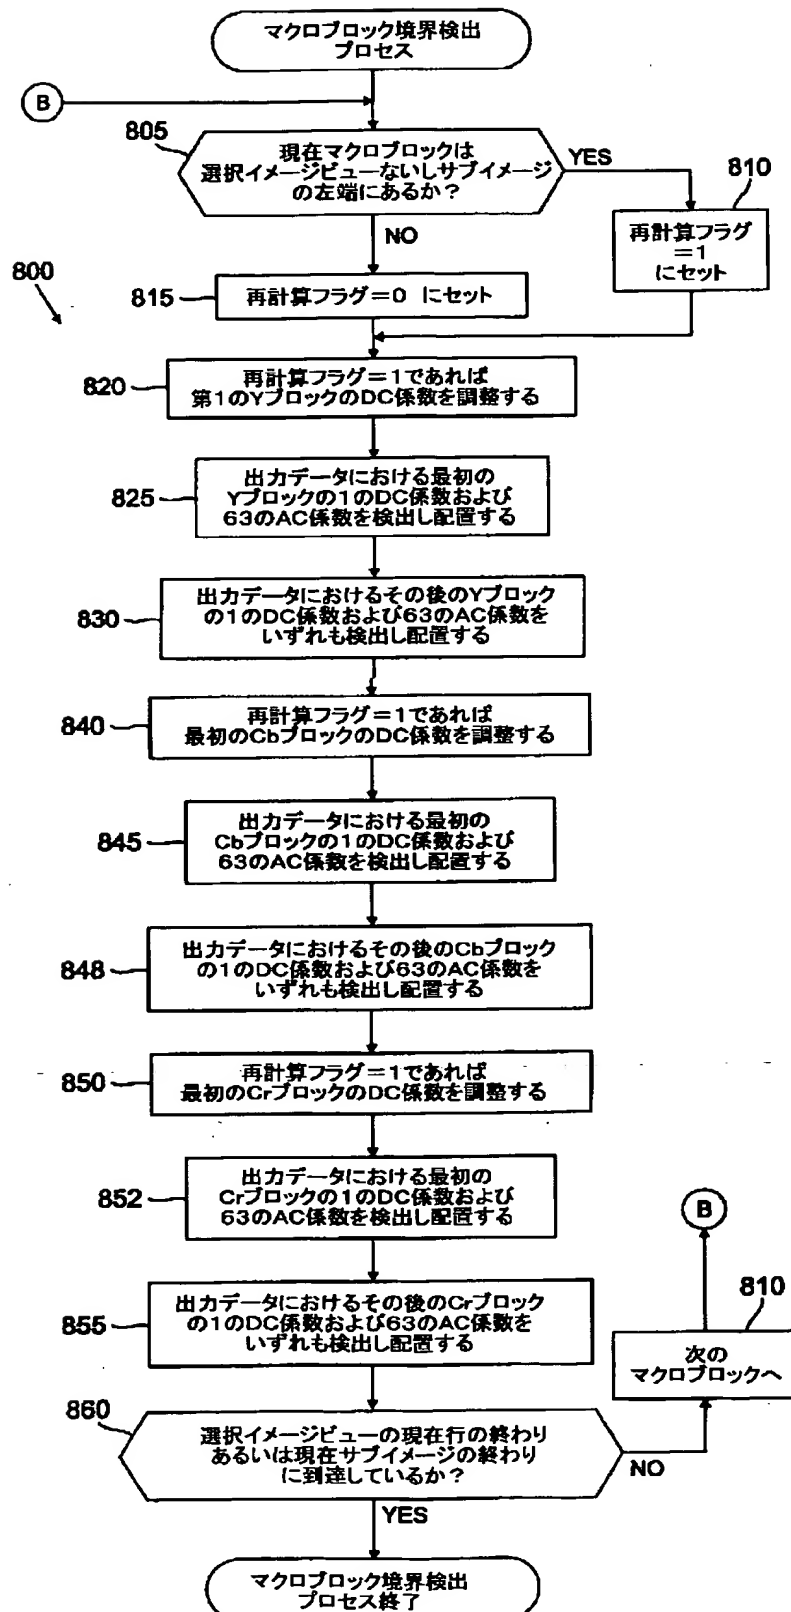 マクロブロック境界検出
プロセス
B
805
現在マクロブロックは
選択イメージビューないしサブイメージ
の左端にあるか？
YES
810
再計算フラグ
＝1
にセット
NO
800
815
再計算フラグ＝0 にセット
820
再計算フラグ＝1であれば
第1のYブロックのDC係数を調整する
825
出力データにおける最初の
Yブロックの1のDC係数および
63のAC係数を検出し配置する
830
出力データにおけるその後のYブロック
の1のDC係数および63のAC係数を
いずれも検出し配置する
840
再計算フラグ＝1であれば
最初のCbブロックのDC係数を調整する
845
出力データにおける最初の
Cbブロックの1のDC係数および
63のAC係数を検出し配置する
848
出力データにおけるその後のCbブロック
の1のDC係数および63のAC係数を
いずれも検出し配置する
850
再計算フラグ＝1であれば
最初のCrブロックのDC係数を調整する
852
出力データにおける最初の
Crブロックの1のDC係数および
63のAC係数を検出し配置する
B
855
出力データにおけるその後のCrブロック
の1のDC係数および63のAC係数を
いずれも検出し配置する
810
次の
マクロブロックへ
860
選択イメージビューの現在行の終わり
あるいは現在サブイメージの終わり
に到達しているか？
NO
YES
マクロブロック境界検出
プロセス終了